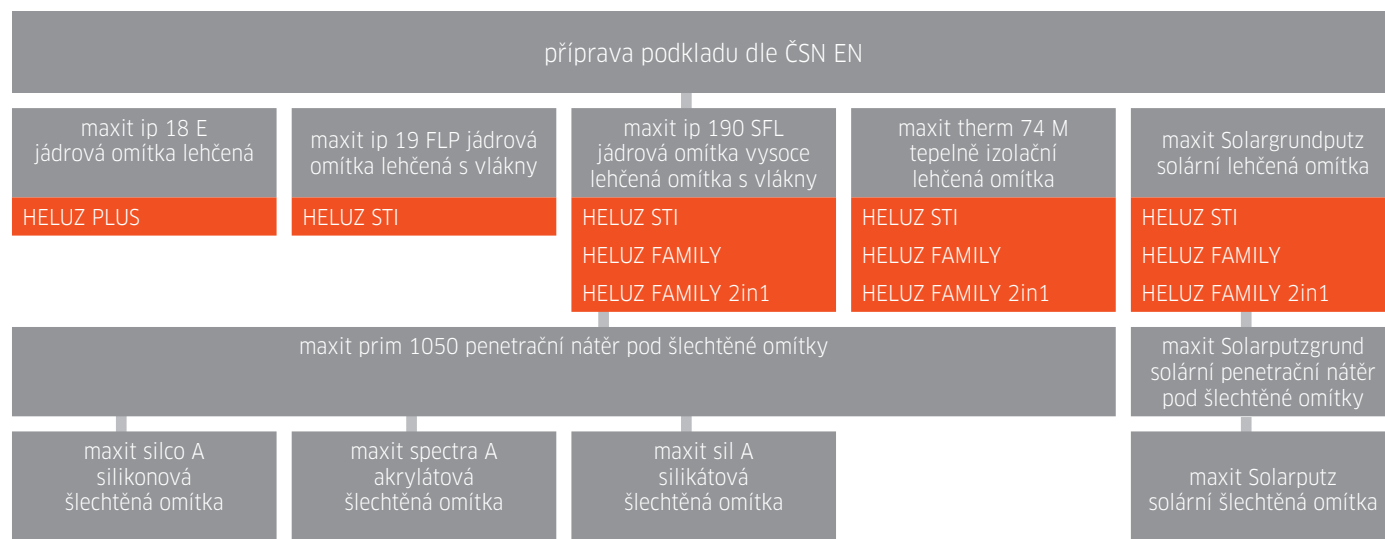 příprava podkladu dle ČSN EN
maxit ip 18 E
jádrová omítka lehčená
HELUZ PLUS
maxit ip 19 FLP jádrová
omítka lehčená s vlákny
HELUZ STI
maxit ip 190 SFL
jádrová omítka vysoce
lehčená omítka s vlákny
HELUZ STI
HELUZ FAMILY
HELUZ FAMILY 2in1
maxit therm 74 M
tepelně izolační
lehčená omítka
HELUZ STI
HELUZ FAMILY
HELUZ FAMILY 2in1
maxit Solargrundputz
solární lehčená omítka
HELUZ STI
HELUZ FAMILY
HELUZ FAMILY 2in1
maxit prim 1050 penetrační nátěr pod šlechtěné omítky
maxit Solarputzgrund
solární penetrační nátěr
pod šlechtěné omítky
maxit silco A
silikonová
šlechtěná omítka
maxit spectra A
akrylátová
šlechtěná omítka
maxit sil A
silikátová
šlechtěná omítka
maxit Solarputz
solární šlechtěná omítka